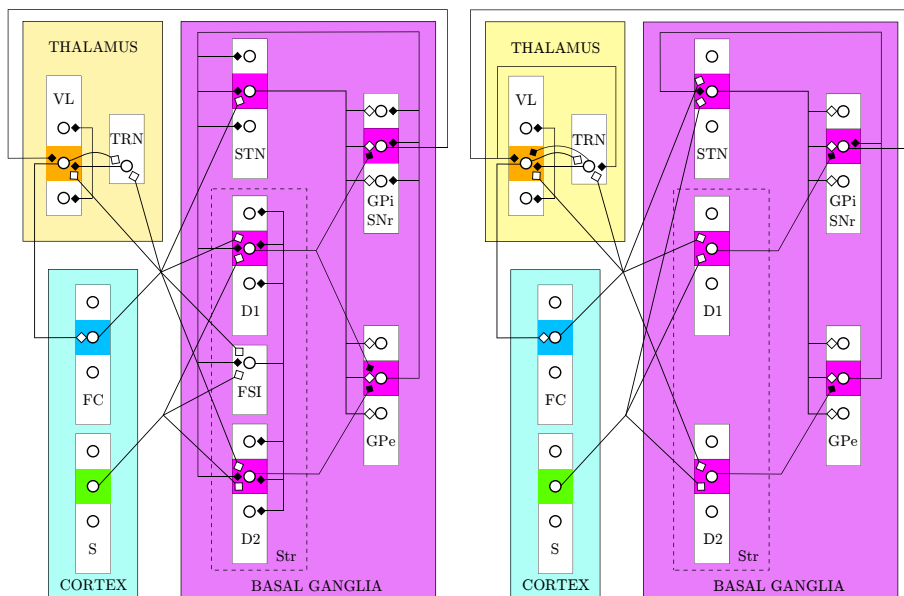 THALAMUS
VL
TRN
STN
GPi
SNr
D1
FSI
GPe
D2
Str
FC
S
CORTEX
BASAL GANGLIA
THALAMUS
VL
TRN
STN
GPi
SNr
D1
GPe
D2
Str
FC
S
CORTEX
BASAL GANGLIA